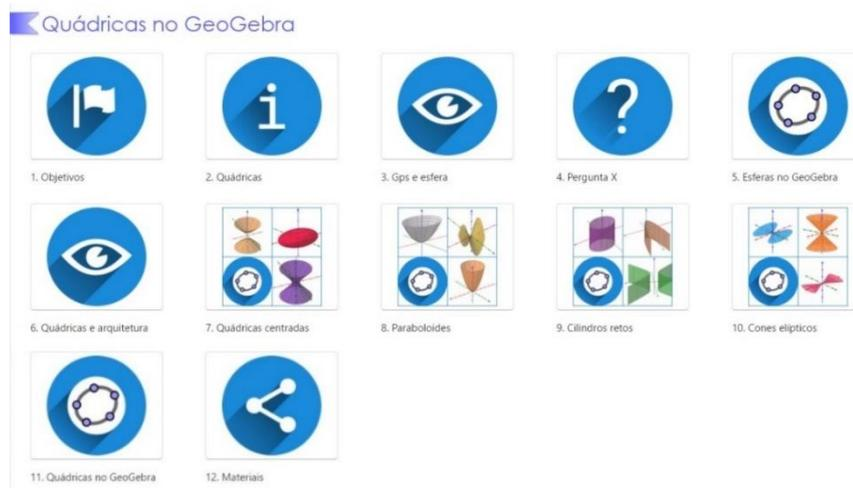 Quádricas no GeoGebra
1. Objetivos
2. Quádricas
3. Gps e esfera
4. Pergunta X
5. Esferas no GeoGebra
6. Quádricas e arquitetura
7. Quádricas centradas
8. Paraboloides
9. Cilindros retos
10. Cones elípticos
11. Quádricas no GeoGebra
12. Materiais